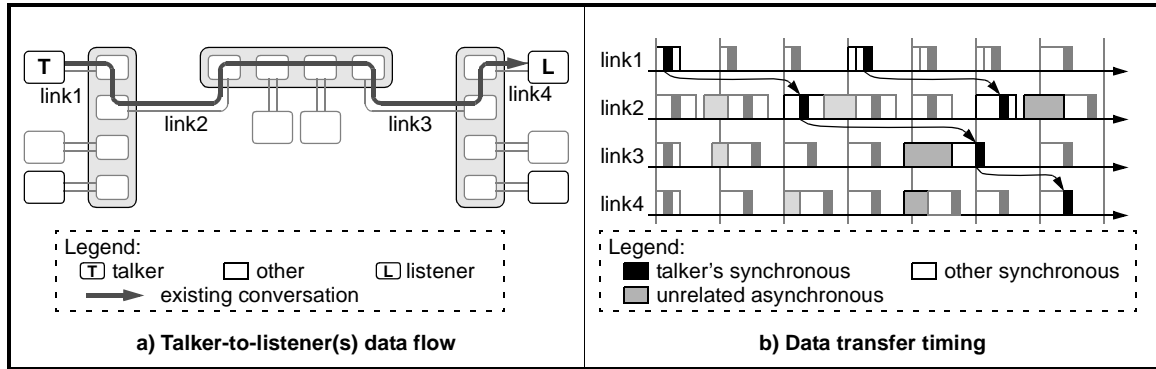 T
L
link1
link4
link2
link3
Legend:
T talker other L listener
existing conversation
a) Talker-to-listener(s) data flow
link1
link2
link3
link4
Legend:
talker's synchronous other synchronous
unrelated asynchronous
b) Data transfer timing